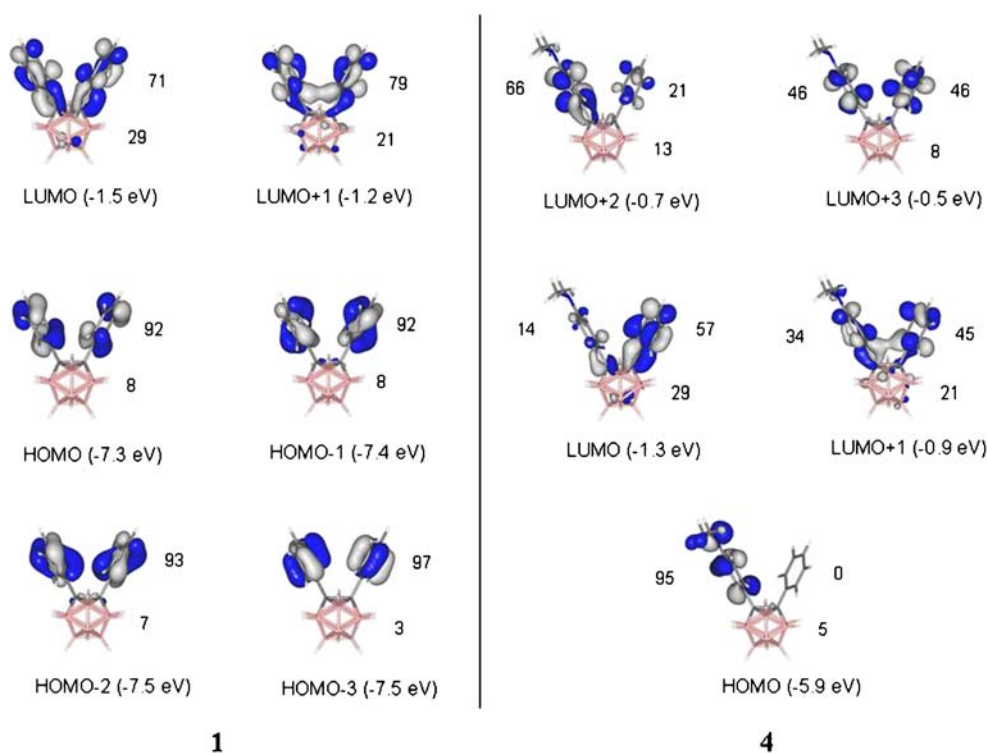 71
29
LUMO (-1.5 eV)
79
21
LUMO+1 (-1.2 eV)
92
8
HOMO (-7.3 eV)
92
8
HOMO-1 (-7.4 eV)
93
7
HOMO-2 (-7.5 eV)
97
3
HOMO-3 (-7.5 eV)
1
66
21
13
LUMO+2 (-0.7 eV)
46
46
8
LUMO+3 (-0.5 eV)
14
57
29
LUMO (-1.3 eV)
34
45
21
LUMO+1 (-0.9 eV)
95
0
5
HOMO (-5.9 eV)
4